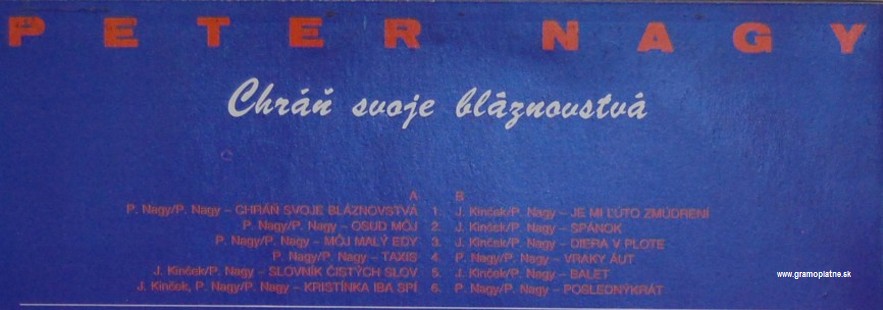 PETER NAGY
Chráň svoje bláznovstvá
A B
P. Nagy/P. Nagy – CHRÁŇ SVOJE BLÁZNOVSTVÁ 1. J. Kinček/P. Nagy – JE MI ĽÚTO ZMÚDRENÍ
P. Nagy/P. Nagy – OSUD MÔJ 2. J. Kinček/P. Nagy – SPÁNOK
P. Nagy/P. Nagy – MÔJ MALÝ EDY 3. J. Kinček/P. Nagy – DIERA V PLOTE
P. Nagy/P. Nagy – TAXIS 4. P. Nagy/P. Nagy – VRAKY ÁUT
J. Kinček/P. Nagy – SLOVNÍK ČISTÝCH SLOV 5. J. Kinček/P. Nagy – BALET
J. Kinček, P. Nagy/P. Nagy – KRISTÍNKA IBA SPÍ 6. P. Nagy/P. Nagy – POSLEDNÝKRÁT
www.gramoplatne.sk